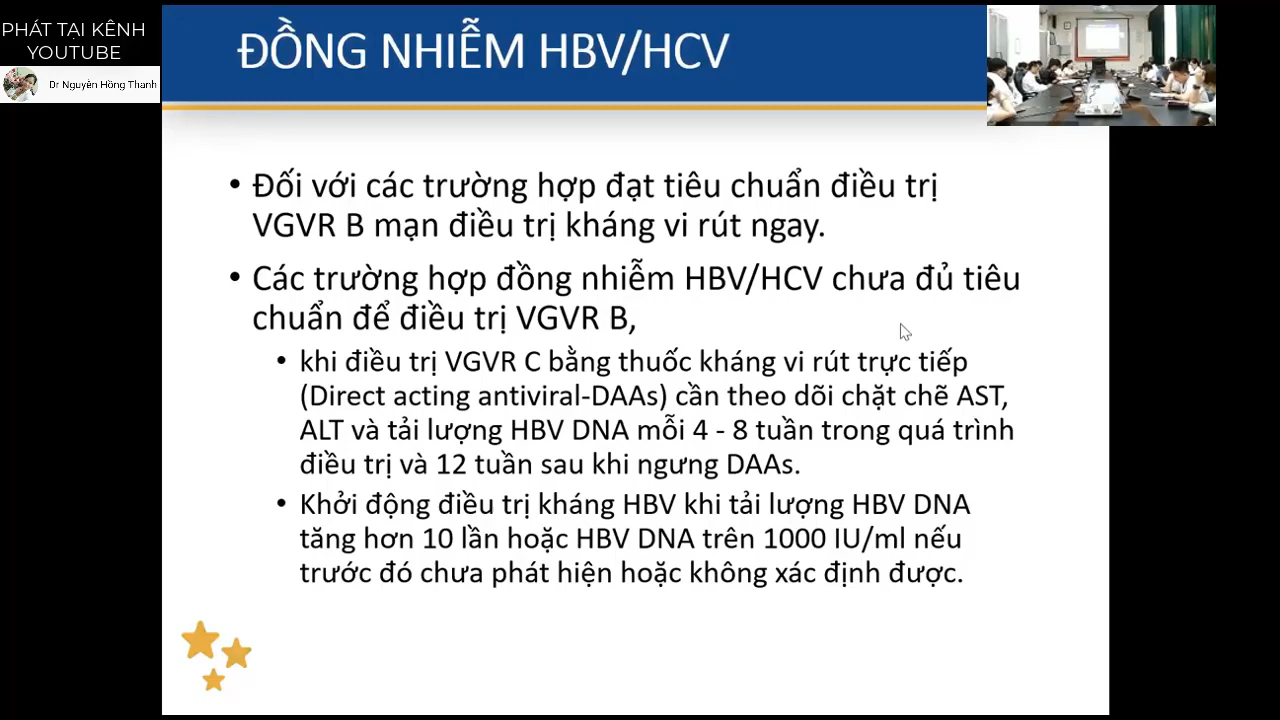 PHÁT TẠI KÊNH
YOUTUBE
Dr Nguyễn Hồng Thanh
ĐỒNG NHIỄM HBV/HCV
• Đối với các trường hợp đạt tiêu chuẩn điều trị
VGVR B mạn điều trị kháng vi rút ngay.
• Các trường hợp đồng nhiễm HBV/HCV chưa đủ tiêu
chuẩn để điều trị VGVR B,
• khi điều trị VGVR C bằng thuốc kháng vi rút trực tiếp
(Direct acting antiviral-DAAs) cần theo dõi chặt chẽ AST,
ALT và tải lượng HBV DNA mỗi 4 - 8 tuần trong quá trình
điều trị và 12 tuần sau khi ngưng DAAs.
• Khởi động điều trị kháng HBV khi tải lượng HBV DNA
tăng hơn 10 lần hoặc HBV DNA trên 1000 IU/ml nếu
trước đó chưa phát hiện hoặc không xác định được.